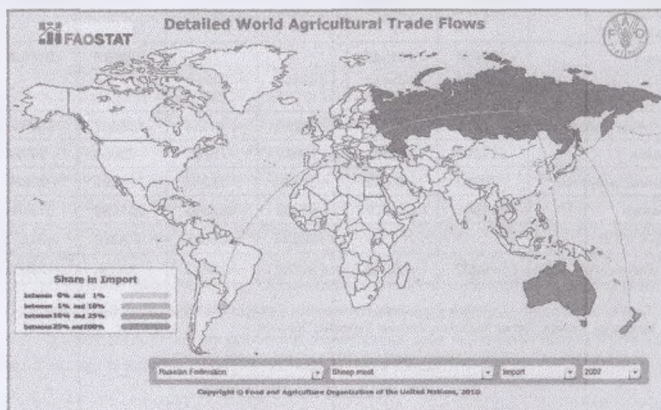 Detailed World Agricultural Trade Flows
FAOSTAT
FAO
Share in Import
between 0% and 1%
between 1% and 10%
between 10% and 25%
between 25% and 100%
Russian Federation
Sheep meat
Import
2007
Copyright © Food and Agriculture Organization of the United Nations, 2010